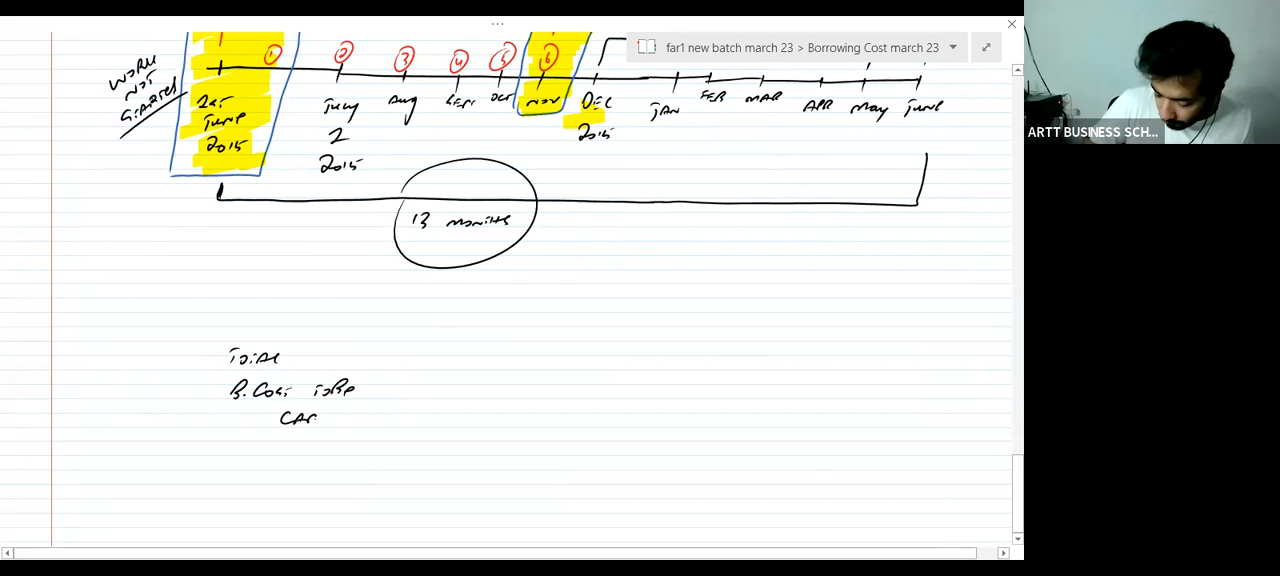 far1 new batch march 23 > Borrowing Cost march 23
ARTT BUSINESS SCH...
WORK
NOT
STARTED
1 2 3 4 5 6
1st
JUNE
2015
JULY
2
2015
Aug
SEPT
OCT
NOV
DEC
2015
JAN
FEB
MAR
APR
MAY
JUNE
13 MONTHS
TOTAL
B.COST TO BE
CAP